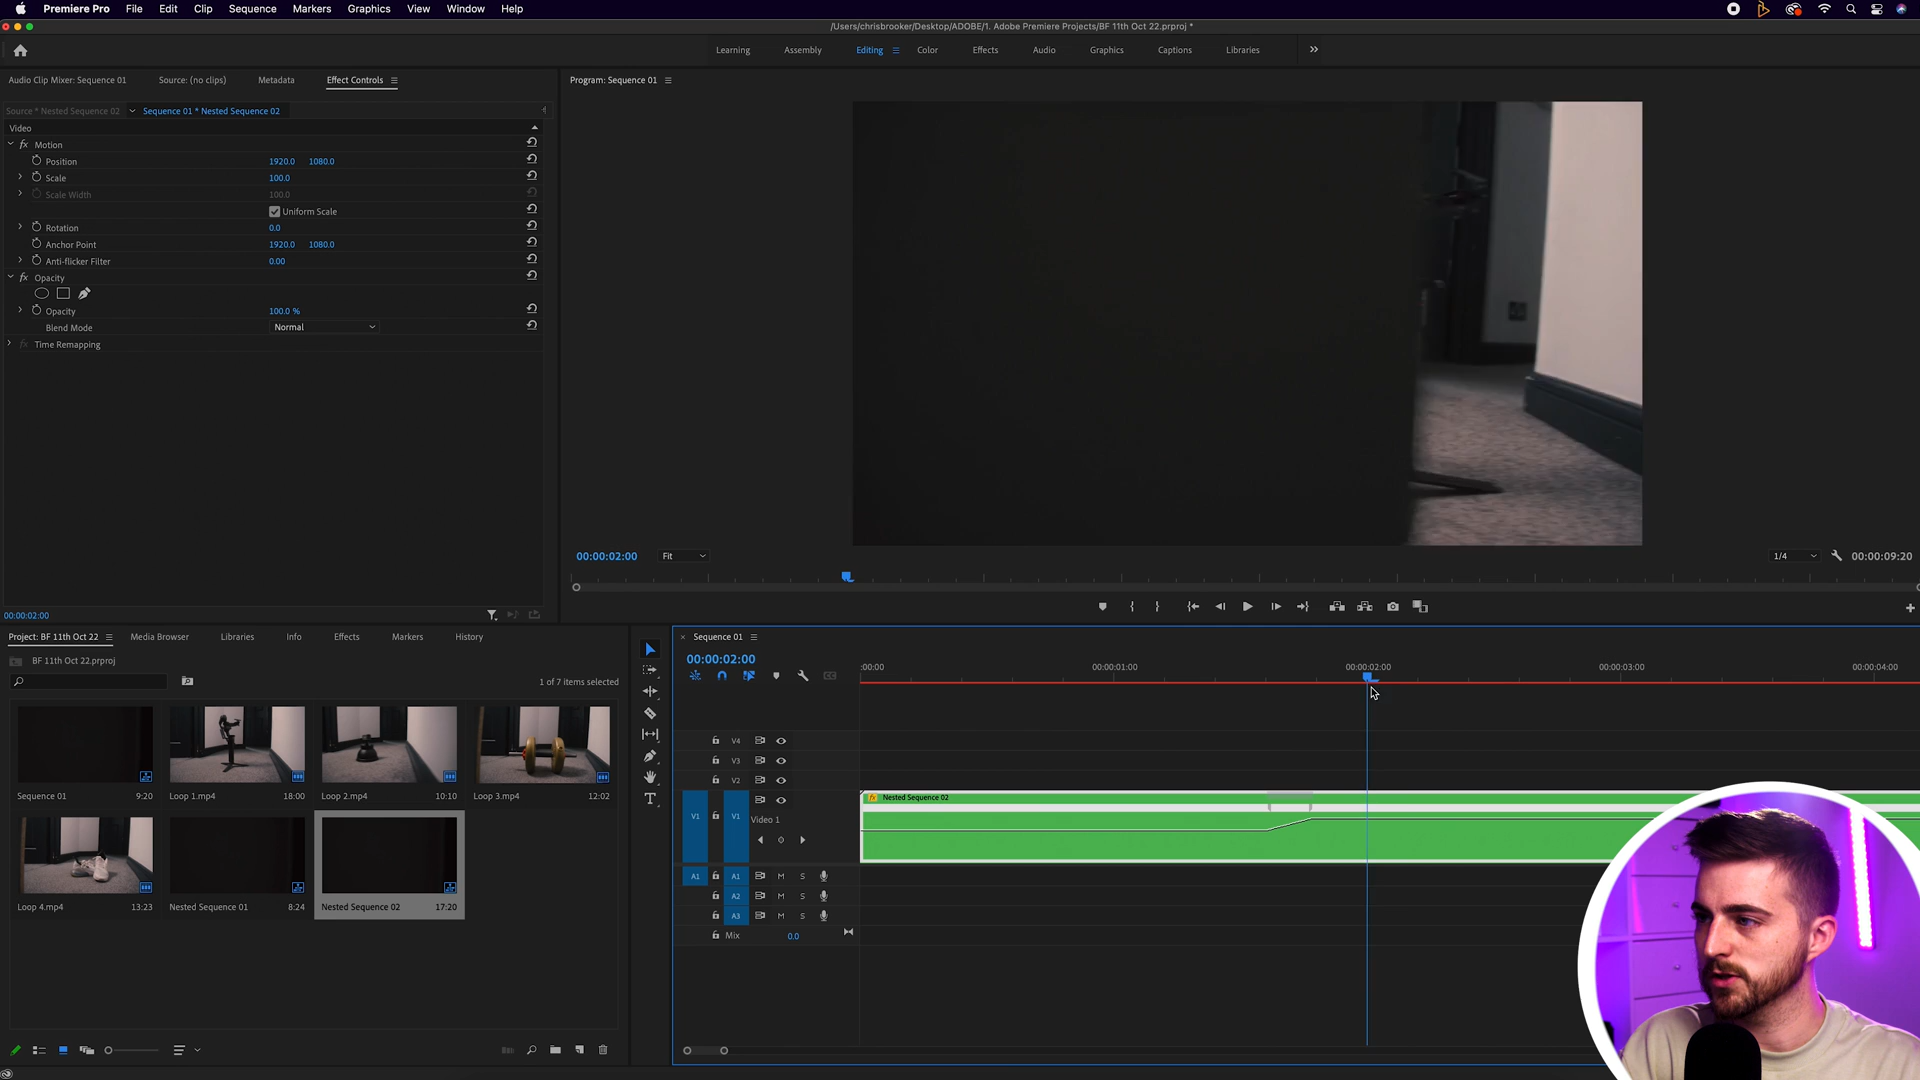 Premiere Pro File Edit Clip Sequence Markers Graphics View Window Help
/Users/chrisbrooker/Desktop/ADOBE/1. Adobe Premiere Projects/BF 11th Oct 22.prproj *
Learning Assembly Editing Color Effects Audio Graphics Captions Libraries
Audio Clip Mixer: Sequence 01 Source: (no clips) Metadata Effect Controls
Program: Sequence 01
Source * Nested Sequence 02 Sequence 01 * Nested Sequence 02
Video
fx Motion
Position 1920.0 1080.0
Scale 100.0
Scale Width 100.0
Uniform Scale
Rotation 0.0
Anchor Point 1920.0 1080.0
Anti-flicker Filter 0.00
fx Opacity
Opacity 100.0 %
Blend Mode Normal
fx Time Remapping
00:00:02:00 Fit 1/4 00:00:09:20
00:00:02:00
Project: BF 11th Oct 22 Media Browser Libraries Info Effects Markers History
BF 11th Oct 22.prproj
1 of 7 items selected
Sequence 01 9:20
Loop 1.mp4 18:00
Loop 2.mp4 10:10
Loop 3.mp4 12:02
Loop 4.mp4 13:23
Nested Sequence 01 8:24
Nested Sequence 02 17:20
× Sequence 01
00:00:02:00
:00:00 00:00:01:00 00:00:02:00 00:00:03:00 00:00:04:00
V4
V3
V2
V1 V1 Video 1
fx Nested Sequence 02
A1 A1 M S
A2 M S
A3 M S
Mix 0.0